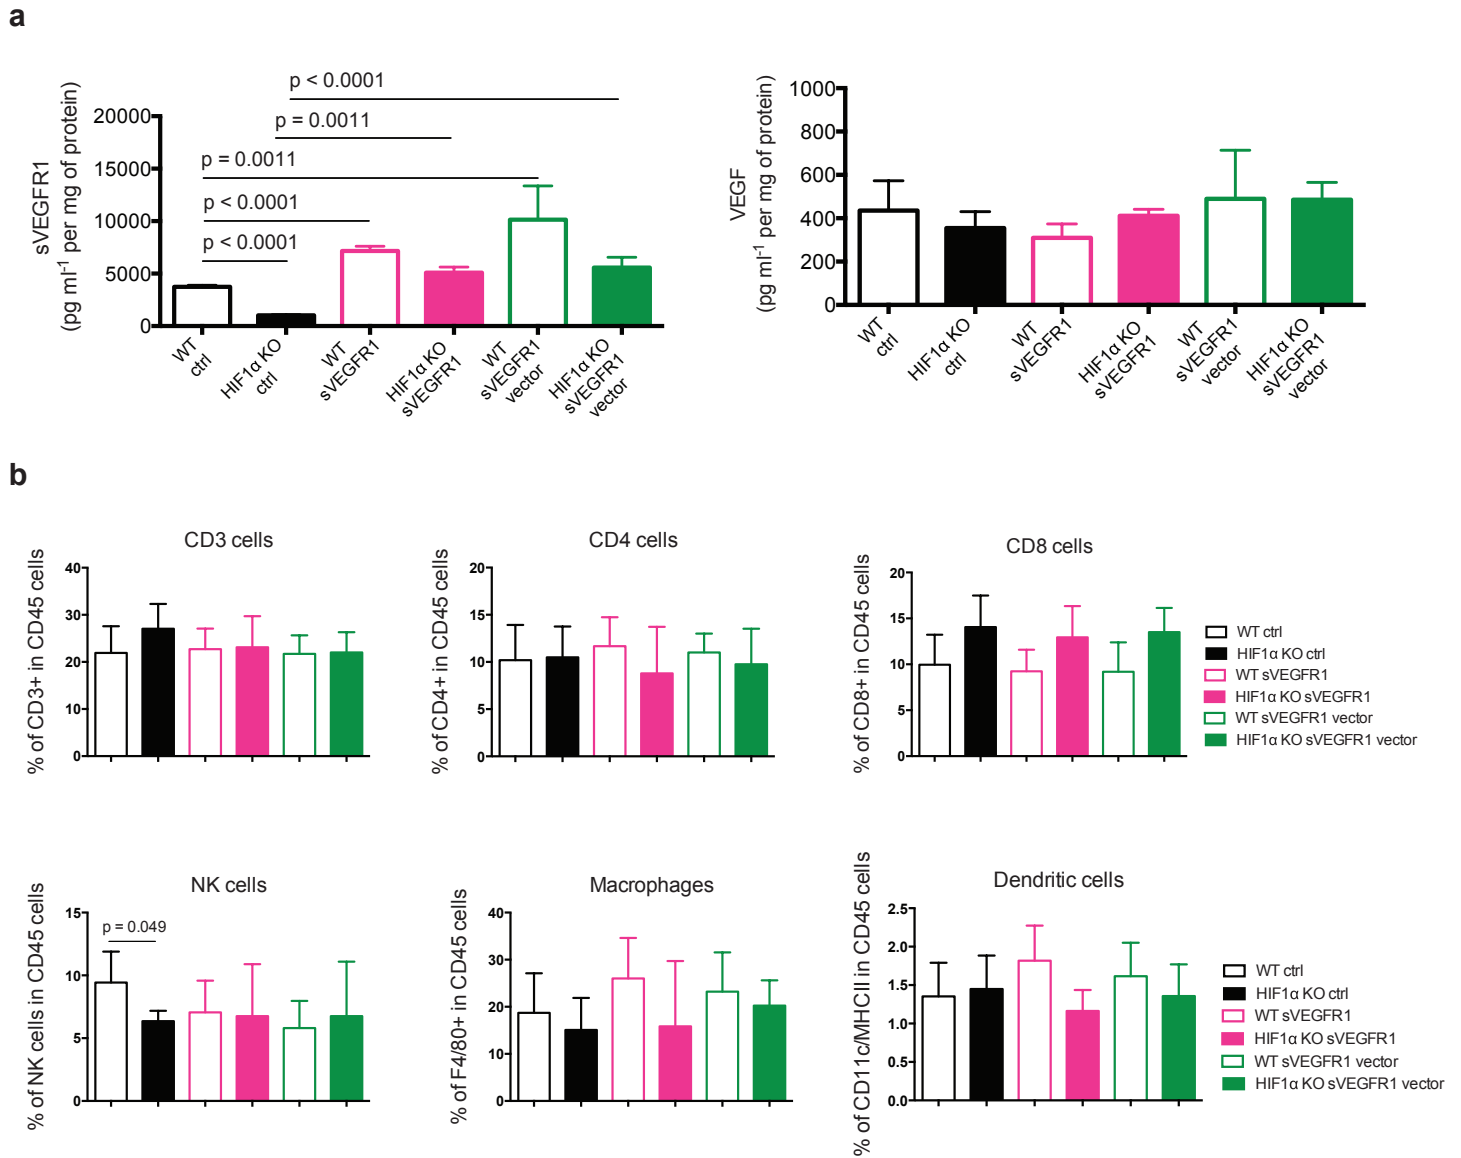 a
sVEGFR1
(pg ml-1 per mg of protein)
20000
15000
10000
5000
0
p < 0.0001
p = 0.0011
p = 0.0011
p < 0.0001
p < 0.0001
WT
ctrl
HIF1α KO
ctrl
WT
sVEGFR1
HIF1α KO
sVEGFR1
WT
sVEGFR1
vector
HIF1α KO
sVEGFR1
vector
VEGF
(pg ml-1 per mg of protein)
1000
800
600
400
200
0
WT
ctrl
HIF1α KO
ctrl
WT
sVEGFR1
HIF1α KO
sVEGFR1
WT
sVEGFR1
vector
HIF1α KO
sVEGFR1
vector
b
CD3 cells
% of CD3+ in CD45 cells
40
30
20
10
0
CD4 cells
% of CD4+ in CD45 cells
20
15
10
5
0
CD8 cells
% of CD8+ in CD45 cells
20
15
10
5
0
WT ctrl
HIF1α KO ctrl
WT sVEGFR1
HIF1α KO sVEGFR1
WT sVEGFR1 vector
HIF1α KO sVEGFR1 vector
NK cells
% of NK cells in CD45 cells
15
10
5
0
p = 0.049
Macrophages
% of F4/80+ in CD45 cells
40
30
20
10
0
Dendritic cells
% of CD11c/MHCII in CD45 cells
2.5
2.0
1.5
1.0
0.5
0.0
WT ctrl
HIF1α KO ctrl
WT sVEGFR1
HIF1α KO sVEGFR1
WT sVEGFR1 vector
HIF1α KO sVEGFR1 vector